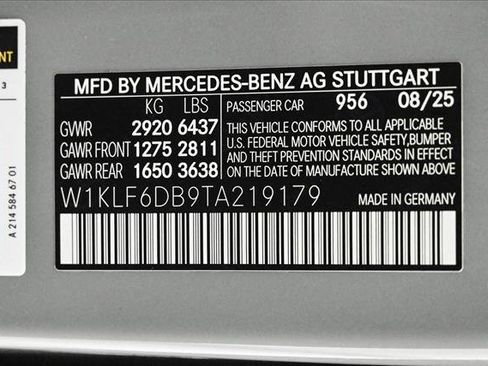 MFD BY MERCEDES-BENZ AG STUTTGART
KG LBS
GVWR 2920 6437
GAWR FRONT 1275 2811
GAWR REAR 1650 3638
PASSENGER CAR 956 08/25
THIS VEHICLE CONFORMS TO ALL APPLICABLE
U.S. FEDERAL MOTOR VEHICLE SAFETY,BUMPER
AND THEFT PREVENTION STANDARDS IN EFFECT
ON THE DATE OF MANUFACTURE SHOWN ABOVE.
W1KLF6DB9TA219179
MADE IN GERMANY
3
A 214 584 67 01